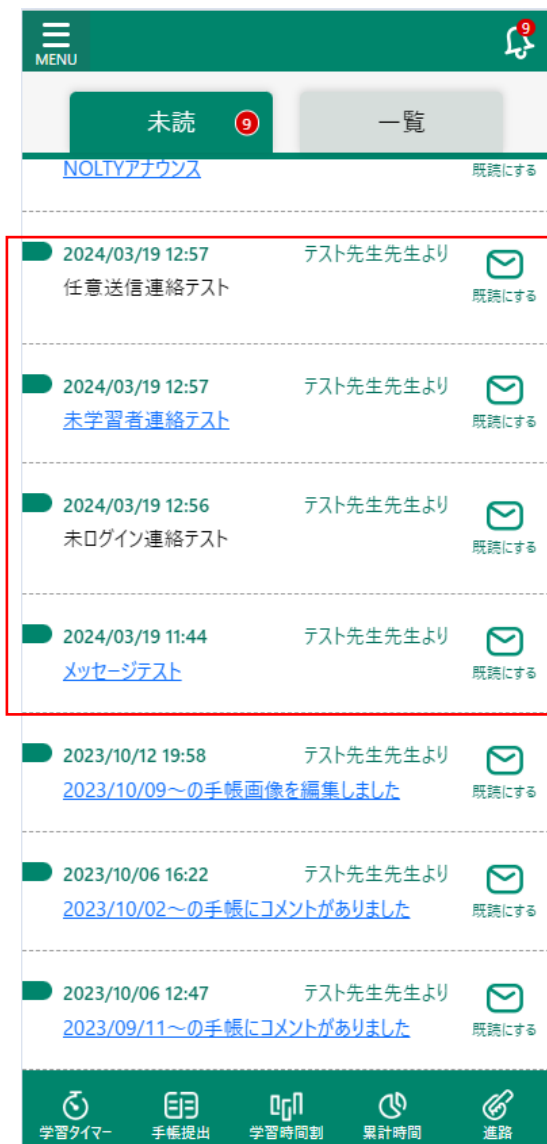 MENU
9
未読 9
一覧
NOLTYアナウンス
既読にする
2024/03/19 12:57 テスト先生先生より
任意送信連絡テスト
既読にする
2024/03/19 12:57 テスト先生先生より
未学習者連絡テスト
既読にする
2024/03/19 12:56 テスト先生先生より
未ログイン連絡テスト
既読にする
2024/03/19 11:44 テスト先生先生より
メッセージテスト
既読にする
2023/10/12 19:58 テスト先生先生より
2023/10/09～の手帳画像を編集しました
既読にする
2023/10/06 16:22 テスト先生先生より
2023/10/02～の手帳にコメントがありました
既読にする
2023/10/06 12:47 テスト先生先生より
2023/09/11～の手帳にコメントがありました
既読にする
学習タイマー 手帳提出 学習時間割 累計時間 進路